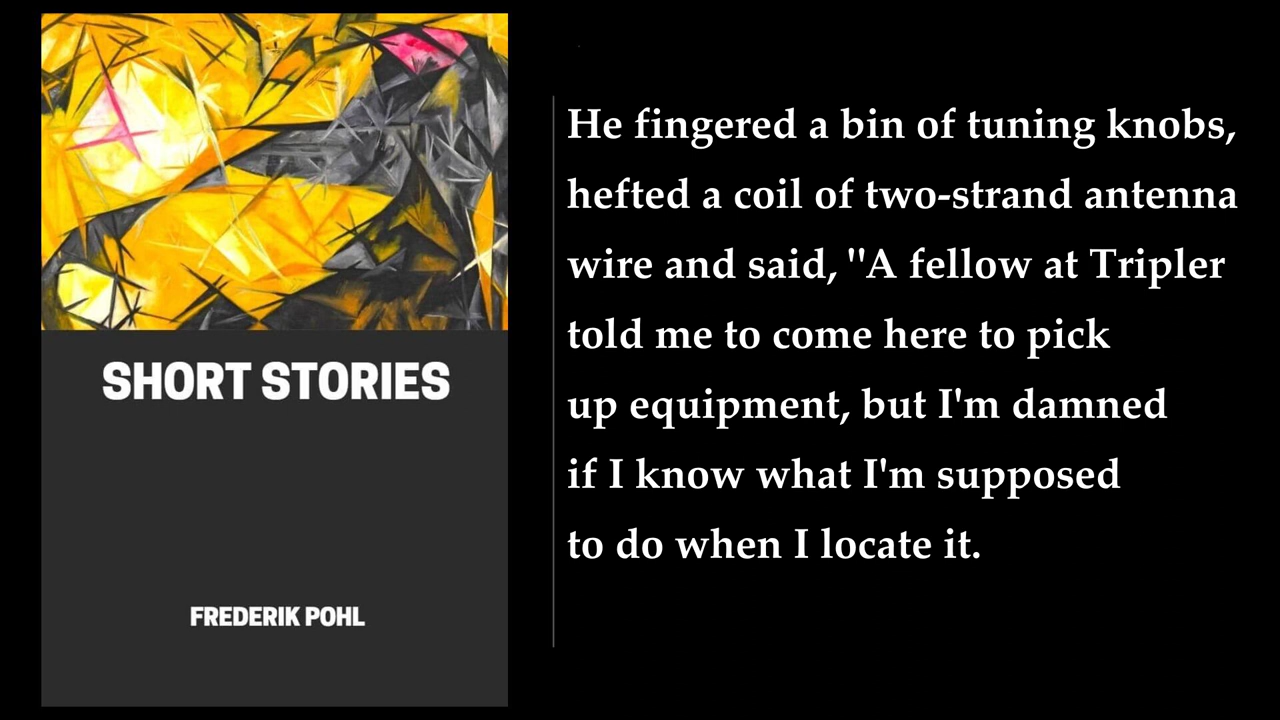 SHORT STORIES
FREDERIK POHL
He fingered a bin of tuning knobs,
hefted a coil of two-strand antenna
wire and said, "A fellow at Tripler
told me to come here to pick
up equipment, but I'm damned
if I know what I'm supposed
to do when I locate it.